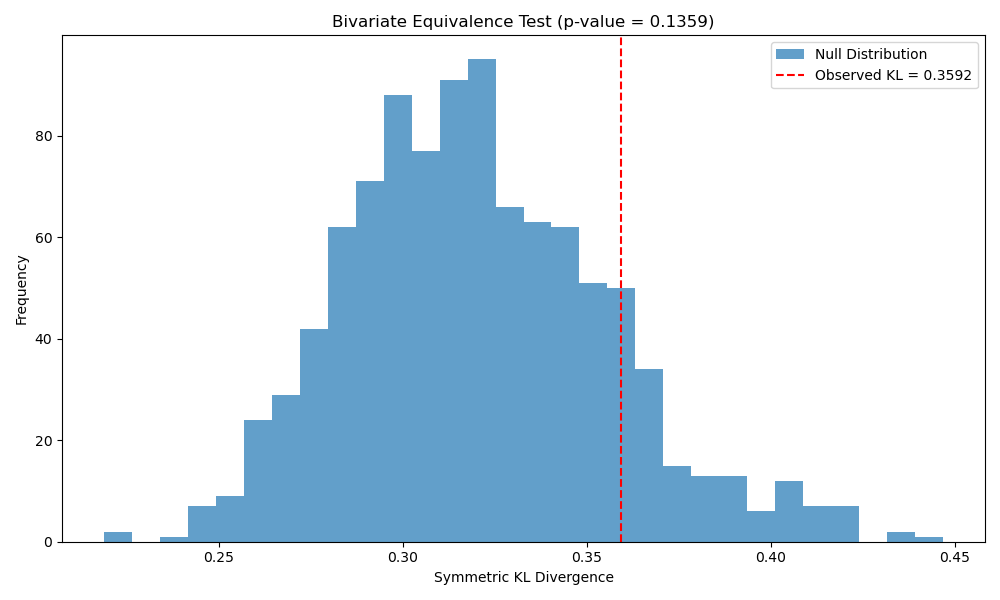 Bivariate Equivalence Test (p-value = 0.1359)
Null Distribution
Observed KL = 0.3592
Frequency
80
60
40
20
0
0.25 0.30 0.35 0.40 0.45
Symmetric KL Divergence